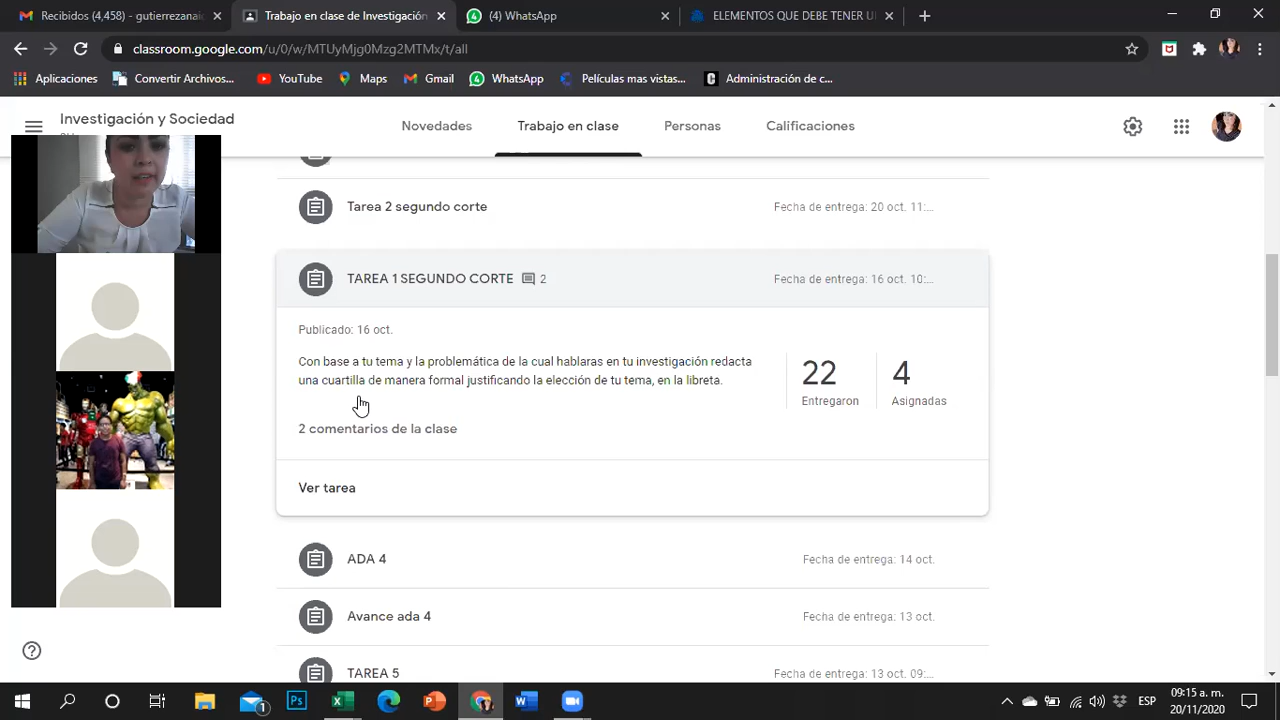 Recibidos (4,458) - gutierrezanai
Trabajo en clase de Investigación
(4) WhatsApp
ELEMENTOS QUE DEBE TENER U
classroom.google.com/u/0/w/MTUyMjg0Mzg2MTMx/t/all
Aplicaciones
Convertir Archivos...
YouTube
Maps
Gmail
WhatsApp
Películas mas vistas...
Administración de c...
Investigación y Sociedad
Novedades
Trabajo en clase
Personas
Calificaciones
Tarea 2 segundo corte
Fecha de entrega: 20 oct. 11:...
TAREA 1 SEGUNDO CORTE 2
Fecha de entrega: 16 oct. 10:...
Publicado: 16 oct.
Con base a tu tema y la problemática de la cual hablaras en tu investigación redacta
una cuartilla de manera formal justificando la elección de tu tema, en la libreta.
22
Entregaron
4
Asignadas
2 comentarios de la clase
Ver tarea
ADA 4
Fecha de entrega: 14 oct.
Avance ada 4
Fecha de entrega: 13 oct.
TAREA 5
Fecha de entrega: 13 oct. 09:...
ESP
09:15 a. m.
20/11/2020